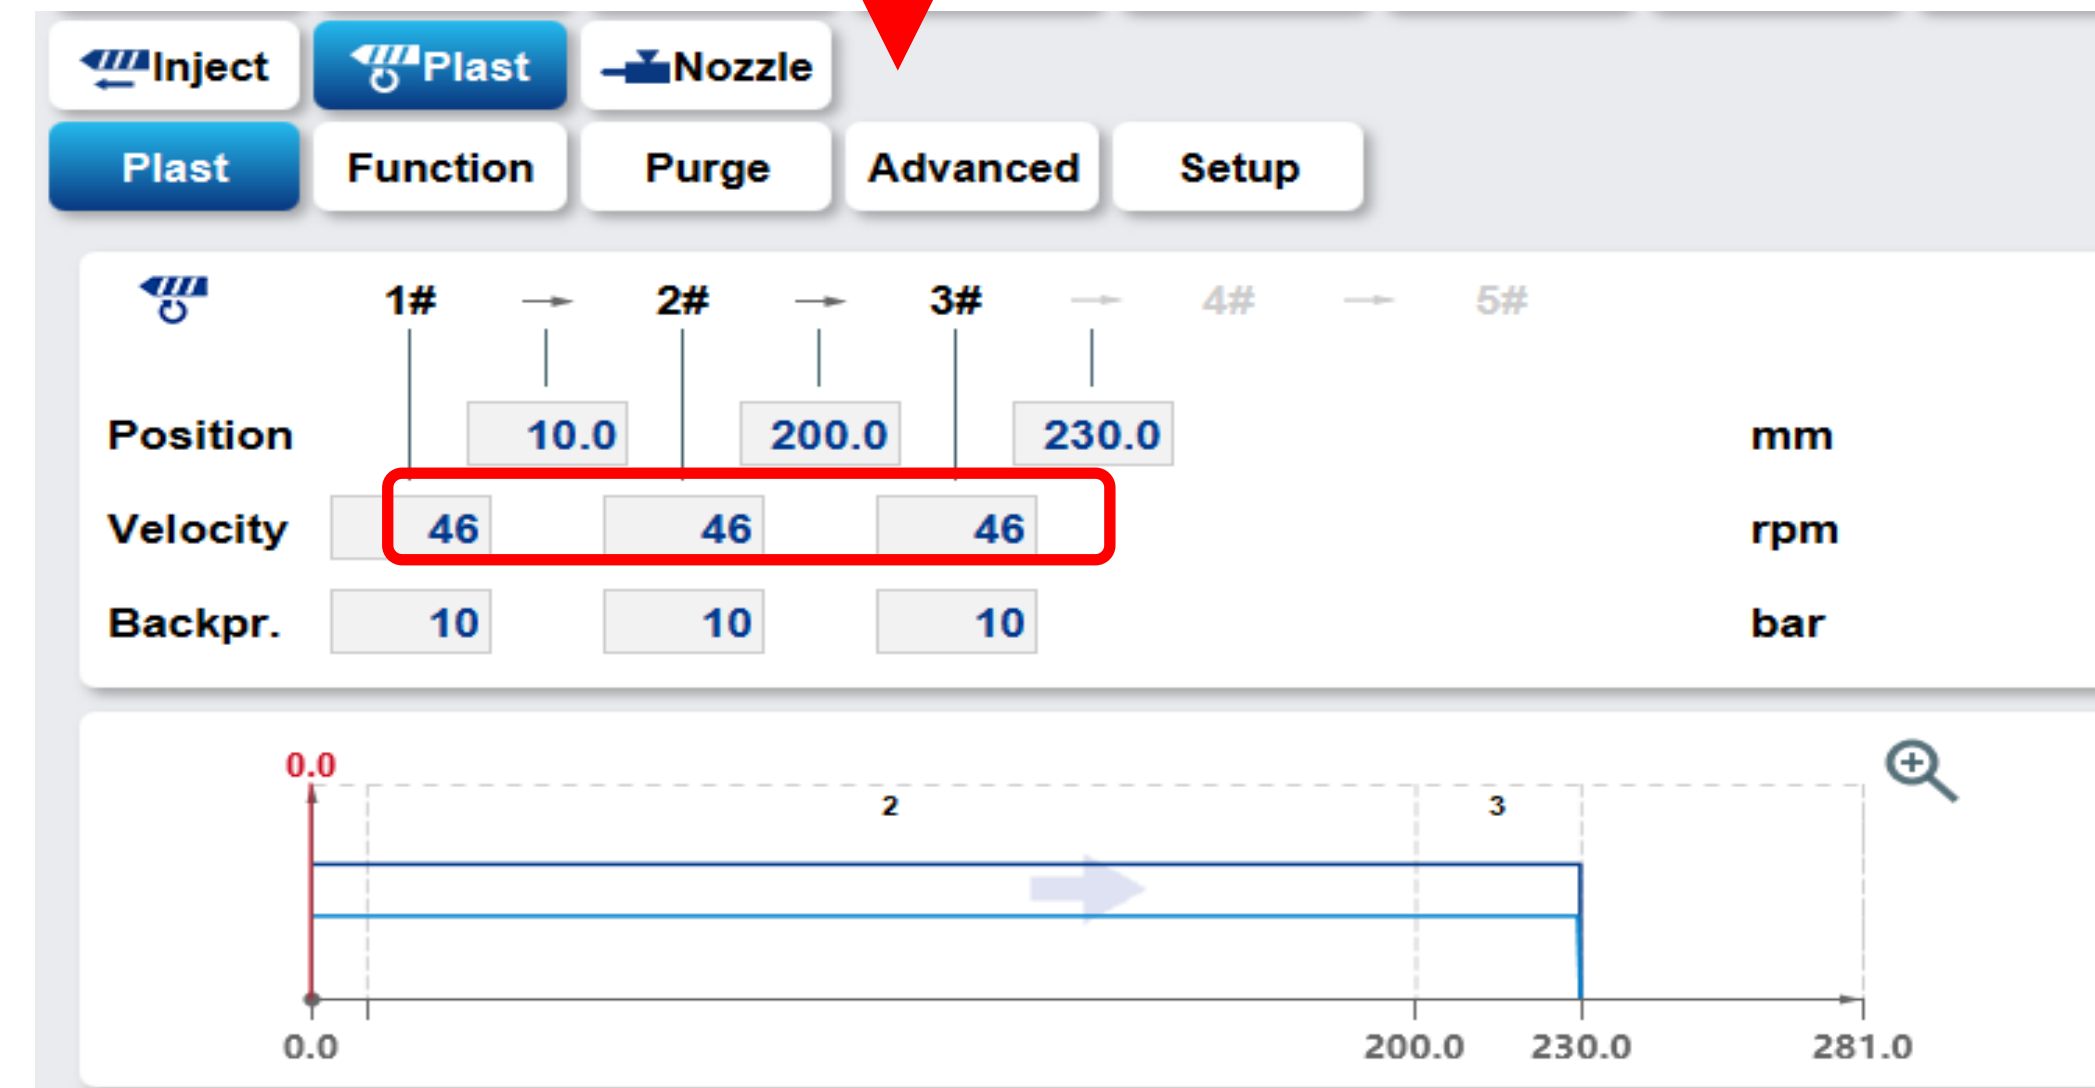 Inject Plast Nozzle
Plast Function Purge Advanced Setup
1# → 2# → 3# → 4# → 5#
Position 10.0 200.0 230.0 mm
Velocity 46 46 46 rpm
Backpr. 10 10 10 bar
0.0
2 3
0.0 200.0 230.0 281.0